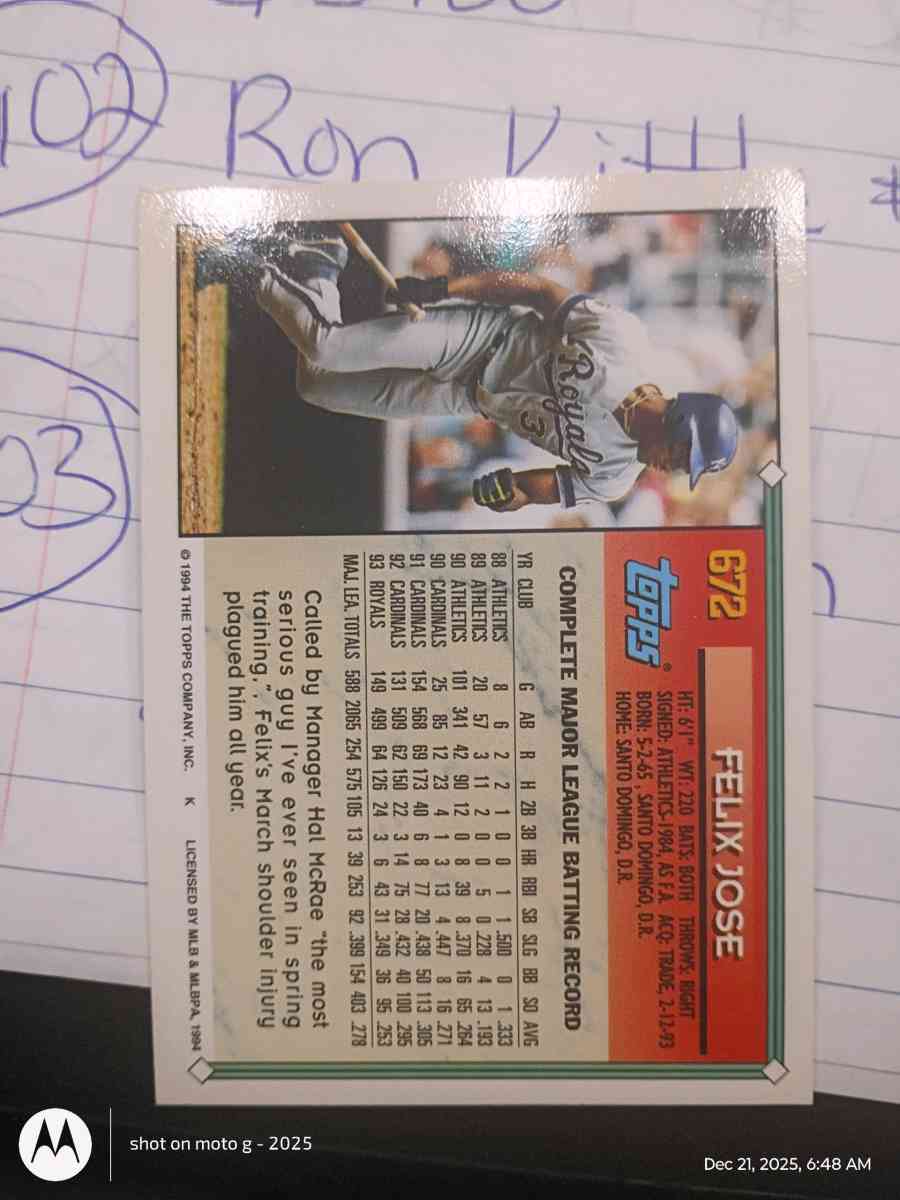 102 Ron Kittle #
03
Royals
3
672
topps®
FELIX JOSE
HT: 6'1" WT: 220 BATS: BOTH THROWS: RIGHT
SIGNED: ATHLETICS-1984, AS F.A. ACQ: TRADE, 2-12-93
BORN: 5-2-65, SANTO DOMINGO, D.R.
HOME: SANTO DOMINGO, D.R.
COMPLETE MAJOR LEAGUE BATTING RECORD
YR CLUB G AB R H 2B 3B HR RBI SB SLG BB SO AVG
88 ATHLETICS 8 6 2 2 1 0 0 1 1 .500 0 1 .333
89 ATHLETICS 20 57 3 11 2 0 0 5 0 .228 4 13 .193
90 ATHLETICS 101 341 42 90 12 0 8 39 8 .370 16 65 .264
90 CARDINALS 25 85 12 23 4 1 3 13 4 .447 8 16 .271
91 CARDINALS 154 568 69 173 40 6 8 77 20 .438 50 113 .305
92 CARDINALS 131 509 62 150 22 3 14 75 28 .432 40 100 .295
93 ROYALS 149 499 64 126 24 3 6 43 31 .349 36 95 .253
MAJ. LEA. TOTALS 588 2065 254 575 105 13 39 253 92 .399 154 403 .278
Called by Manager Hal McRae "the most
serious guy I've ever seen in spring
training,", Felix's March shoulder injury
plagued him all year.
© 1994 THE TOPPS COMPANY, INC. K LICENSED BY MLB & MLBPA, 1994
shot on moto g - 2025
Dec 21, 2025, 6:48 AM